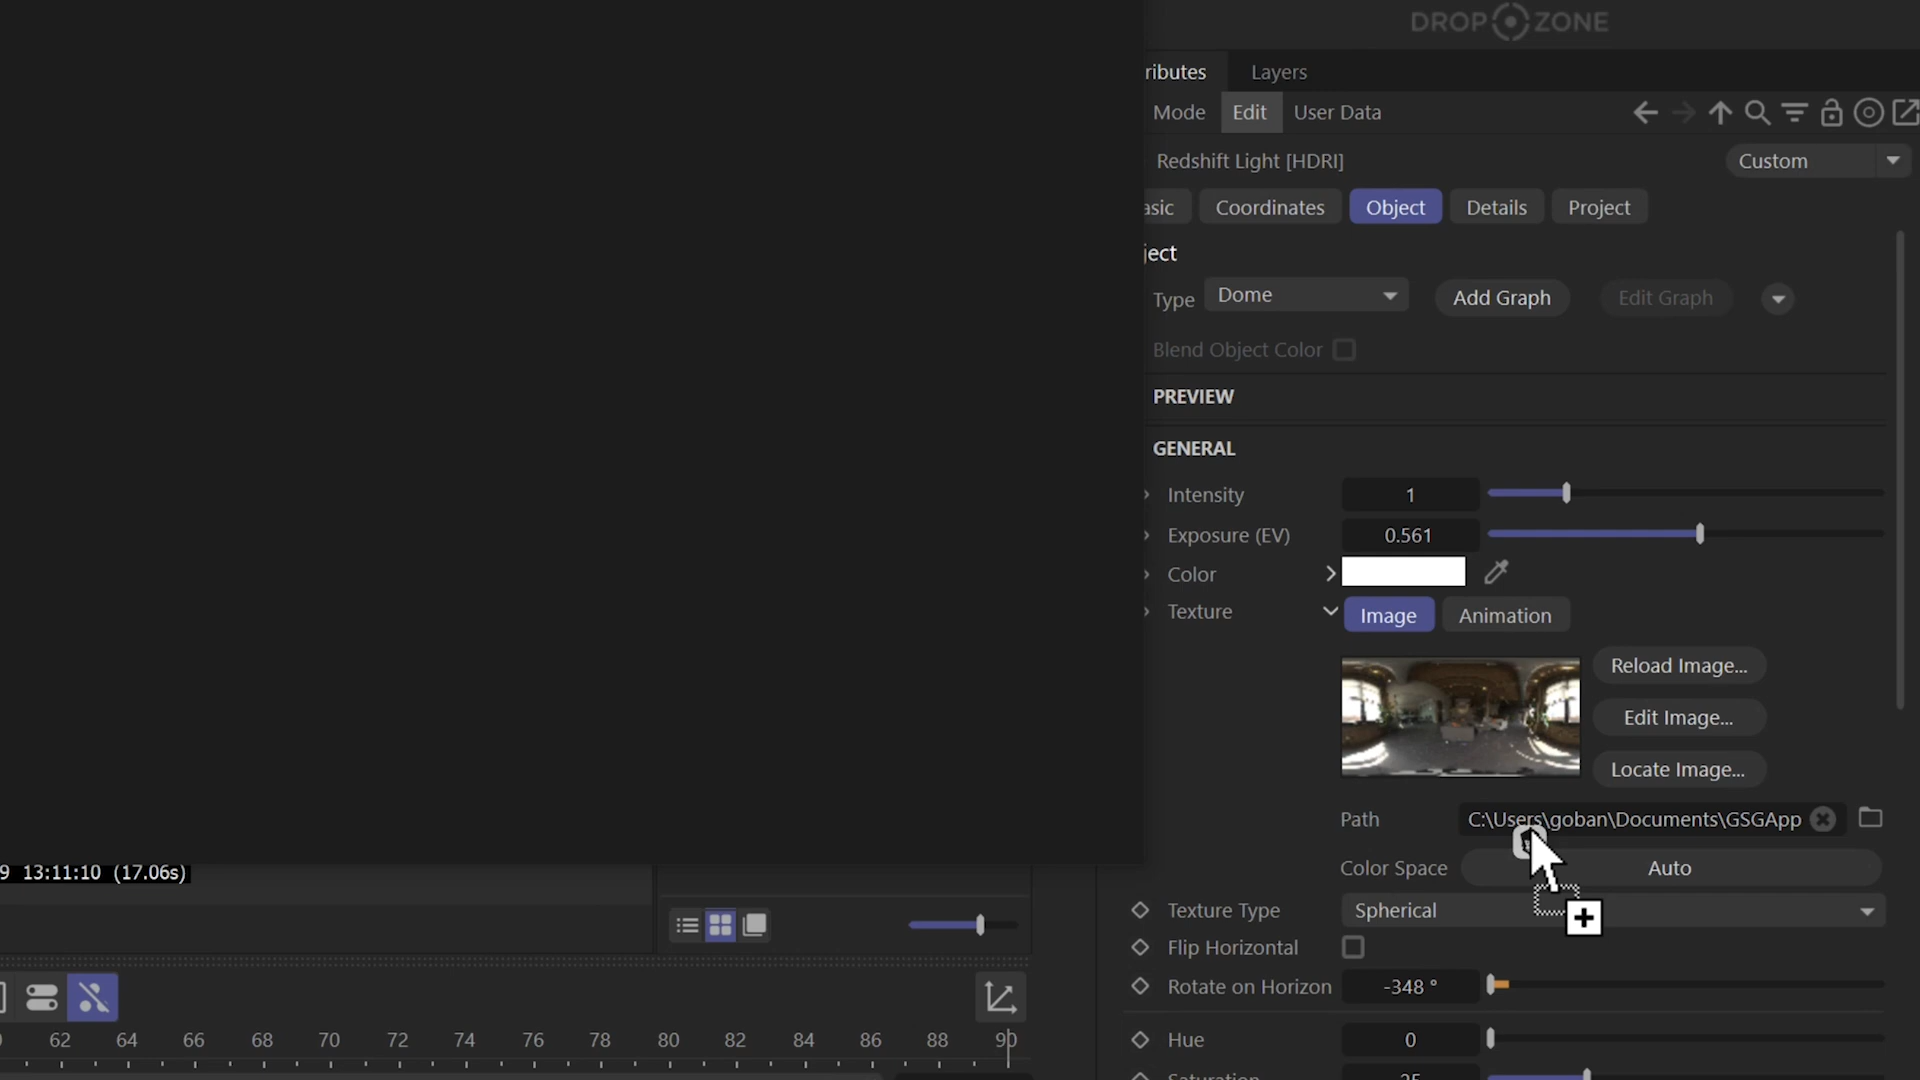 DROP ZONE
ributes Layers
Mode Edit User Data
Redshift Light [HDRI] Custom
asic Coordinates Object Details Project
ject
Type Dome Add Graph Edit Graph
Blend Object Color
PREVIEW
GENERAL
Intensity 1
Exposure (EV) 0.561
Color
Texture Image Animation
Reload Image...
Edit Image...
Locate Image...
Path C:\Users\goban\Documents\GSGApp
9 13:11:10 (17.06s)
Color Space Auto
Texture Type Spherical
Flip Horizontal
Rotate on Horizon -348 °
62 64 66 68 70 72 74 76 78 80 82 84 86 88 90
Hue 0
Saturation 25